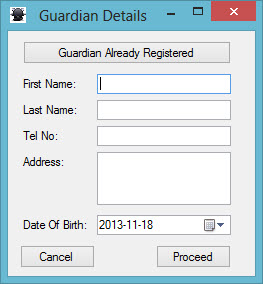 Guardian Details
Guardian Already Registered
First Name:
Last Name:
Tel No:
Address:
Date Of Birth: 2013-11-18
Cancel Proceed